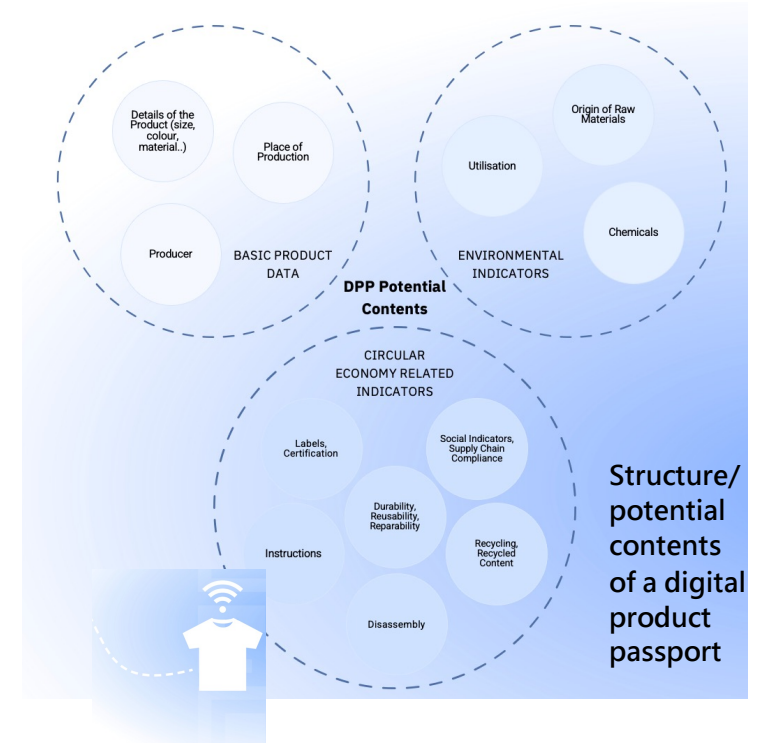 Details of the
Product (size,
colour,
material..)
Place of
Production
Producer
BASIC PRODUCT
DATA
Origin of Raw
Materials
Utilisation
Chemicals
ENVIRONMENTAL
INDICATORS
DPP Potential
Contents
CIRCULAR
ECONOMY RELATED
INDICATORS
Labels,
Certification
Social Indicators,
Supply Chain
Compliance
Durability,
Reusability,
Reparability
Instructions
Recycling,
Recycled
Content
Disassembly
Structure/
potential
contents
of a digital
product
passport